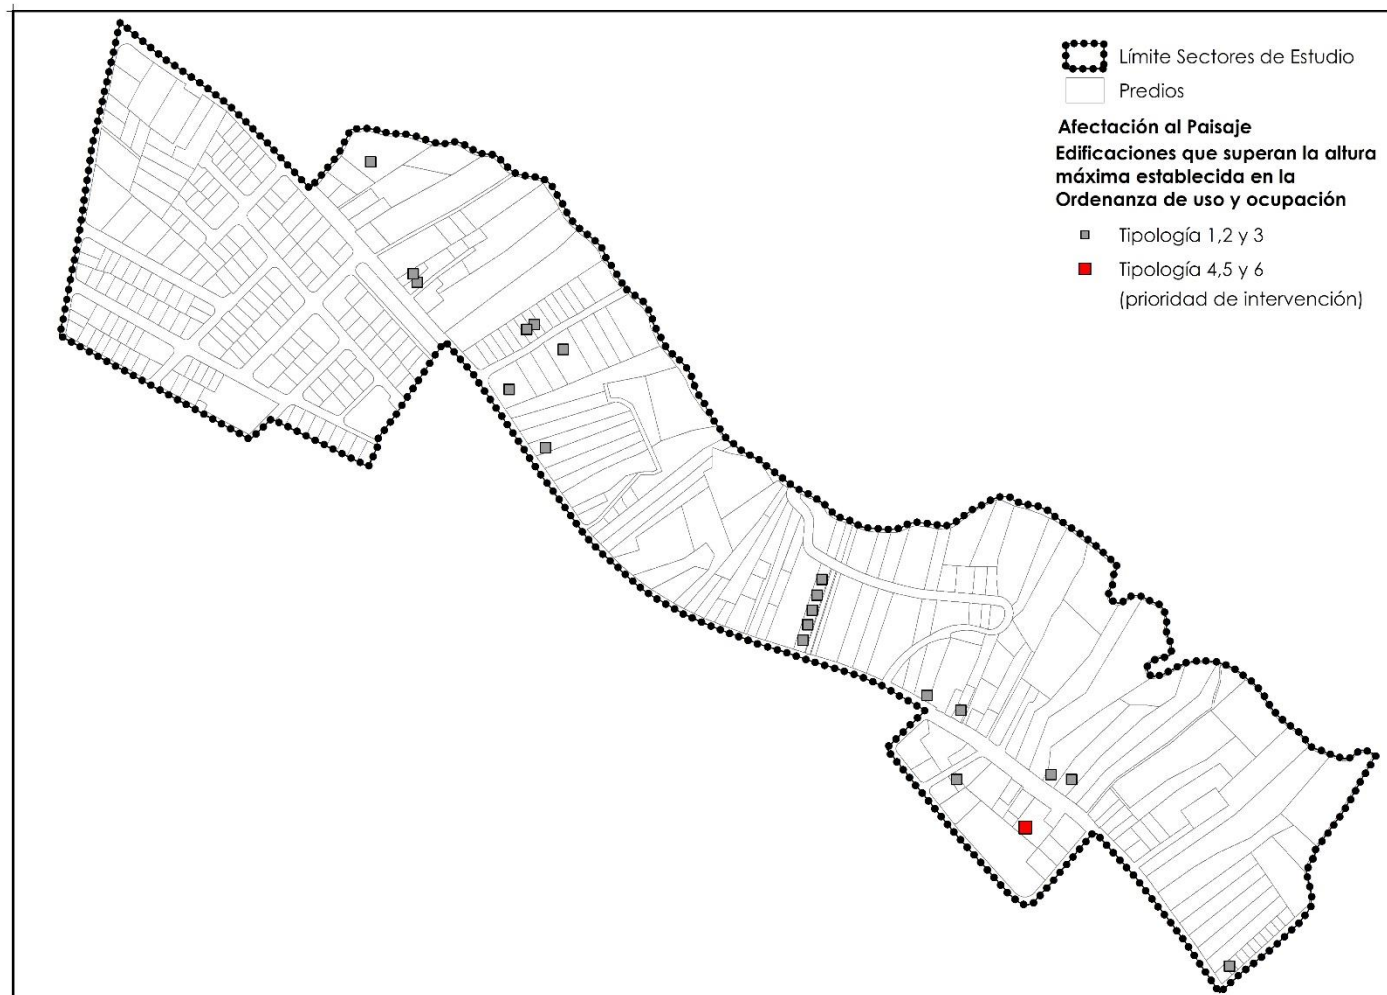 Límite Sectores de Estudio
Predios
Afectación al Paisaje
Edificaciones que superan la altura
máxima establecida en la
Ordenanza de uso y ocupación
Tipología 1,2 y 3
Tipología 4,5 y 6
(prioridad de intervención)